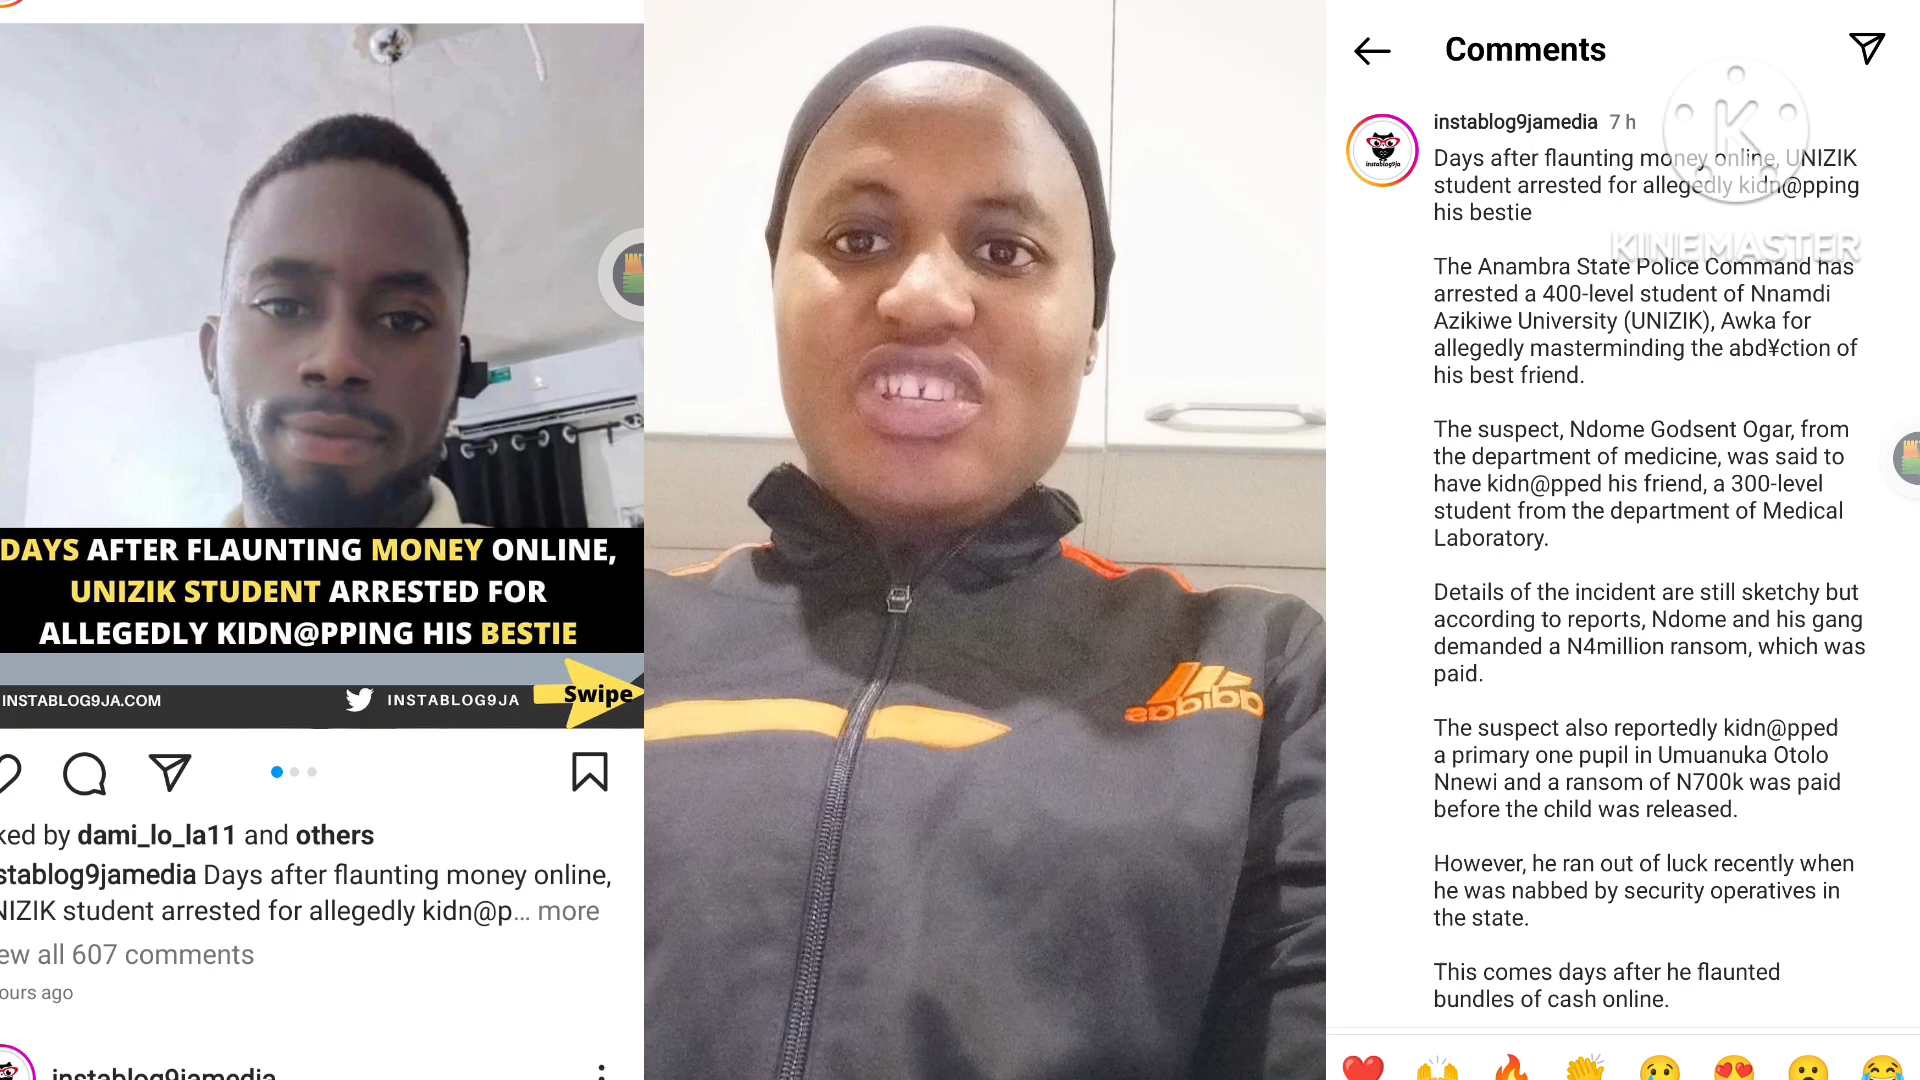 DAYS AFTER FLAUNTING MONEY ONLINE,
UNIZIK STUDENT ARRESTED FOR
ALLEGEDLY KIDN@PPING HIS BESTIE
INSTABLOG9JA.COM
INSTABLOG9JA
Swipe
ked by dami_lo_la11 and others
stablog9jamedia Days after flaunting money online,
NIZIK student arrested for allegedly kidn@p... more
ew all 607 comments
ours ago
instablog9jamedia
adidas
Comments
instablog9jamedia 7 h
instablog9ja
Days after flaunting money online, UNIZIK
student arrested for allegedly kidn@pping
his bestie
The Anambra State Police Command has
arrested a 400-level student of Nnamdi
Azikiwe University (UNIZIK), Awka for
allegedly masterminding the abd¥ction of
his best friend.
The suspect, Ndome Godsent Ogar, from
the department of medicine, was said to
have kidn@pped his friend, a 300-level
student from the department of Medical
Laboratory.
Details of the incident are still sketchy but
according to reports, Ndome and his gang
demanded a N4million ransom, which was
paid.
The suspect also reportedly kidn@pped
a primary one pupil in Umuanuka Otolo
Nnewi and a ransom of N700k was paid
before the child was released.
However, he ran out of luck recently when
he was nabbed by security operatives in
the state.
This comes days after he flaunted
bundles of cash online.
K
KINEMASTER